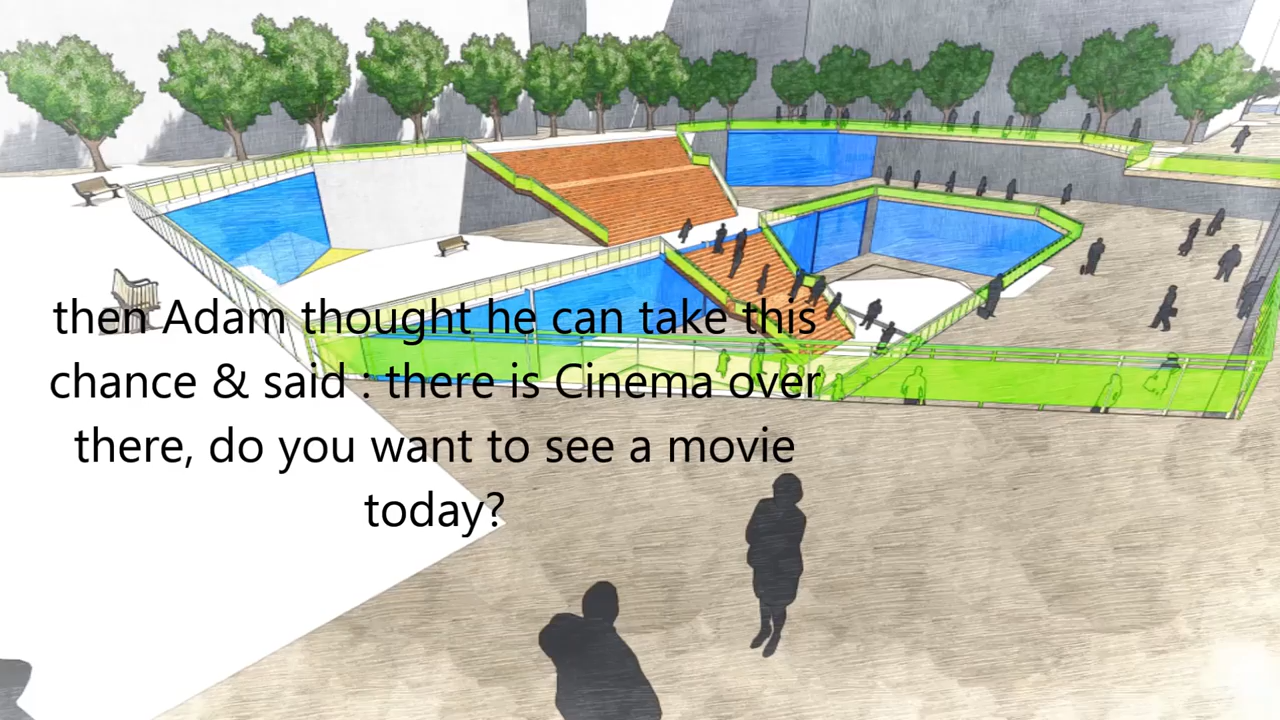 then Adam thought he can take this
chance & said : there is Cinema over
there, do you want to see a movie
today?